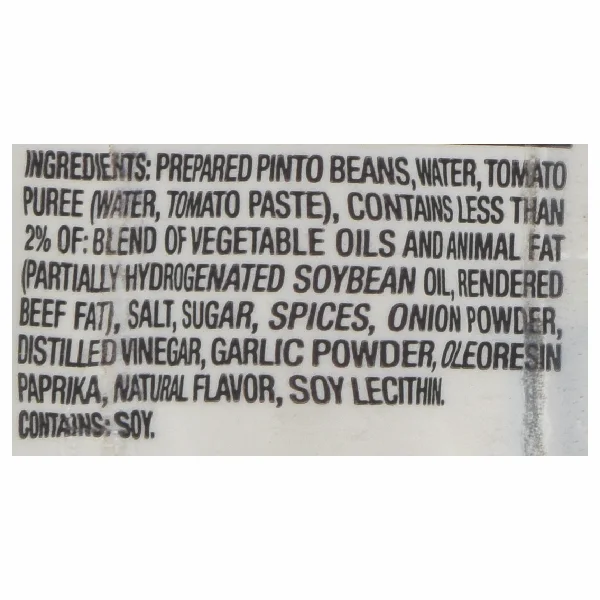 INGREDIENTS: PREPARED PINTO BEANS, WATER, TOMATO
PUREE (WATER, TOMATO PASTE), CONTAINS LESS THAN
2% OF: BLEND OF VEGETABLE OILS AND ANIMAL FAT
(PARTIALLY HYDROGENATED SOYBEAN OIL, RENDERED
BEEF FAT), SALT, SUGAR, SPICES, ONION POWDER,
DISTILLED VINEGAR, GARLIC POWDER, OLEORESIN
PAPRIKA, NATURAL FLAVOR, SOY LECITHIN.
CONTAINS: SOY.